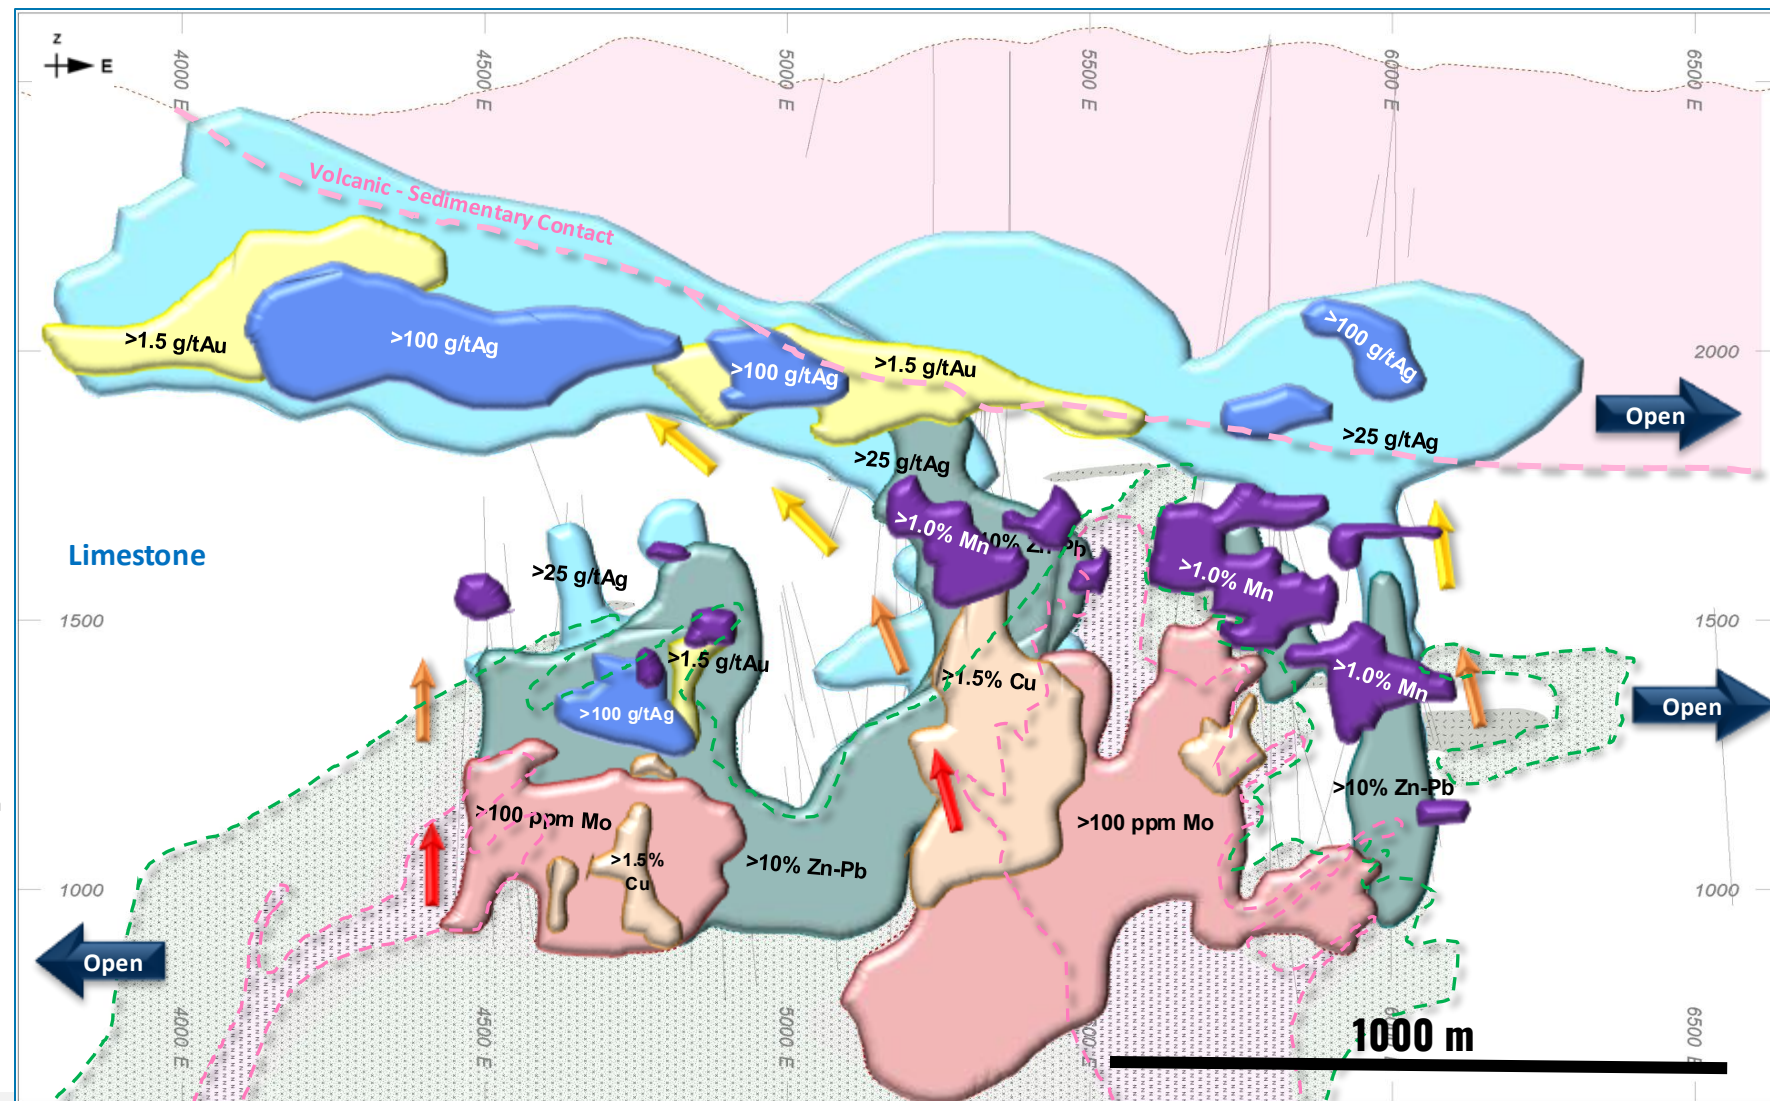 z
E
4000 E
4500 E
5000 E
5500 E
6000 E
6500 E
Volcanic - Sedimentary Contact
>1.5 g/tAu
>100 g/tAg
>100 g/tAg
>1.5 g/tAu
>100 g/tAg
2000
Open
>25 g/tAg
>25 g/tAg
Limestone
>1.0% Mn
10% Zn-Pb
>25 g/tAg
>1.0% Mn
1500
1500
>1.5 g/tAu
>1.5% Cu
>1.0% Mn
>100 g/tAg
Open
>10% Zn-Pb
>100 ppm Mo
>100 ppm Mo
>1.5%
Cu
>10% Zn-Pb
1000
1000
Open
4000 E
4500 E
5000 E
1000 m
6500 E